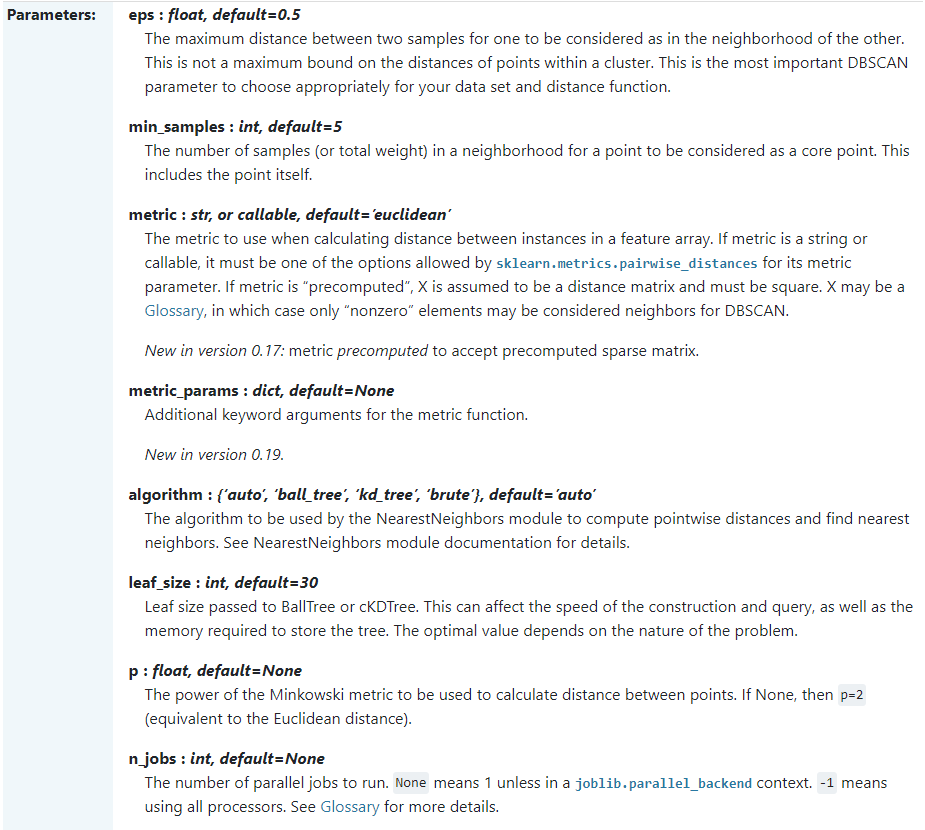 Parameters:
eps : float, default=0.5
The maximum distance between two samples for one to be considered as in the neighborhood of the other.
This is not a maximum bound on the distances of points within a cluster. This is the most important DBSCAN
parameter to choose appropriately for your data set and distance function.
min_samples : int, default=5
The number of samples (or total weight) in a neighborhood for a point to be considered as a core point. This
includes the point itself.
metric : str, or callable, default=’euclidean’
The metric to use when calculating distance between instances in a feature array. If metric is a string or
callable, it must be one of the options allowed by sklearn.metrics.pairwise_distances for its metric
parameter. If metric is “precomputed”, X is assumed to be a distance matrix and must be square. X may be a
Glossary, in which case only “nonzero” elements may be considered neighbors for DBSCAN.
New in version 0.17: metric precomputed to accept precomputed sparse matrix.
metric_params : dict, default=None
Additional keyword arguments for the metric function.
New in version 0.19.
algorithm : {‘auto’, ‘ball_tree’, ‘kd_tree’, ‘brute’}, default=’auto’
The algorithm to be used by the NearestNeighbors module to compute pointwise distances and find nearest
neighbors. See NearestNeighbors module documentation for details.
leaf_size : int, default=30
Leaf size passed to BallTree or cKDTree. This can affect the speed of the construction and query, as well as the
memory required to store the tree. The optimal value depends on the nature of the problem.
p : float, default=None
The power of the Minkowski metric to be used to calculate distance between points. If None, then p=2
(equivalent to the Euclidean distance).
n_jobs : int, default=None
The number of parallel jobs to run. None means 1 unless in a joblib.parallel_backend context. -1 means
using all processors. See Glossary for more details.